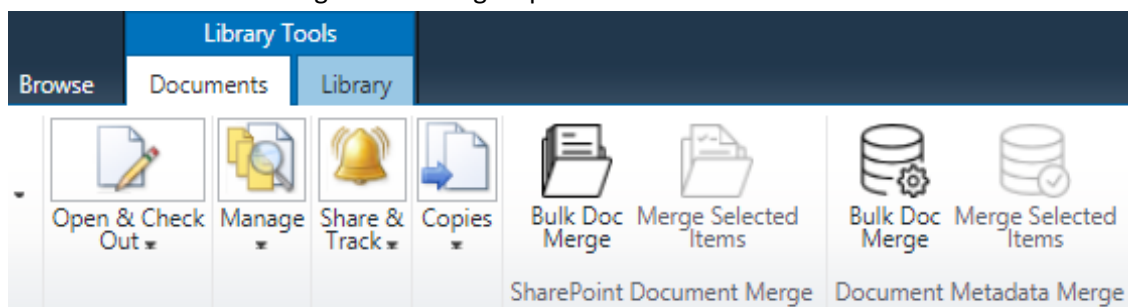 Library Tools
Browse
Documents
Library
Open & Check
Out
Manage
Share &
Track
Copies
Bulk Doc
Merge
Merge Selected
Items
SharePoint Document Merge
Bulk Doc
Merge
Merge Selected
Items
Document Metadata Merge